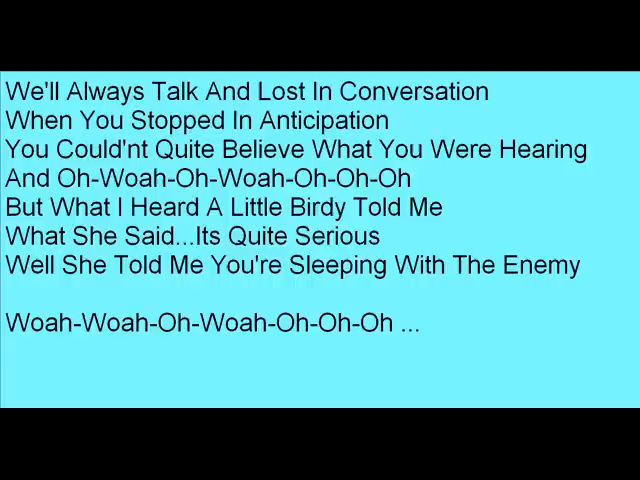 We'll Always Talk And Lost In Conversation
When You Stopped In Anticipation
You Could'nt Quite Believe What You Were Hearing
And Oh-Woah-Oh-Woah-Oh-Oh-Oh
But What I Heard A Little Birdy Told Me
What She Said...Its Quite Serious
Well She Told Me You're Sleeping With The Enemy
Woah-Woah-Oh-Woah-Oh-Oh-Oh ...